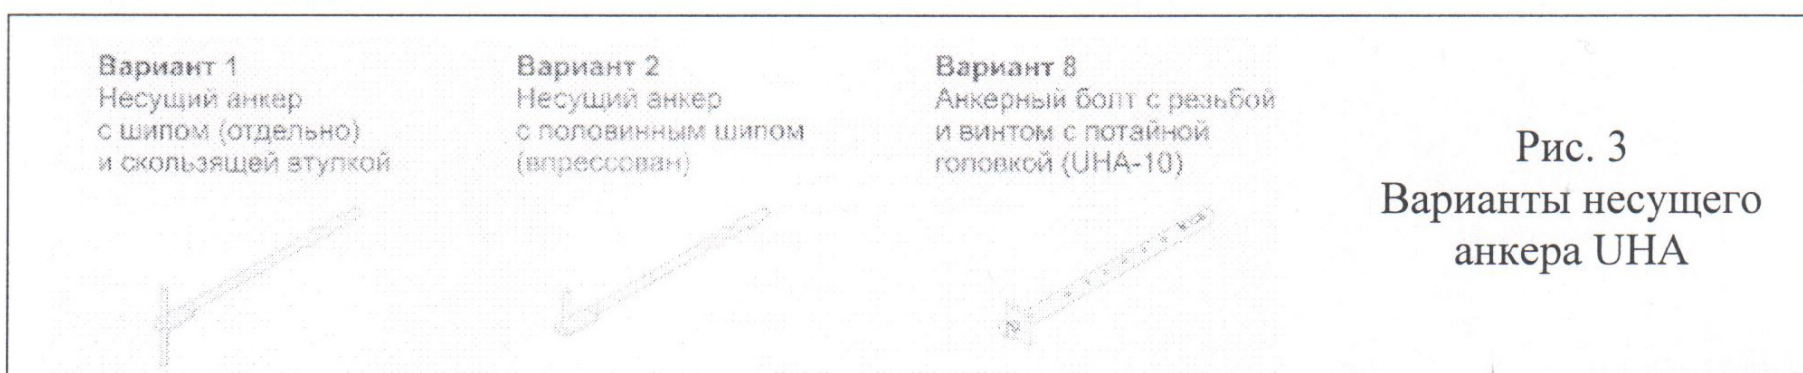 Вариант 1
Несущий анкер
с шипом (отдельно)
и скользящей втулкой
Вариант 2
Несущий анкер
с половинным шипом
(впрессован)
Вариант 8
Анкерный болт с резьбой
и винтом с потайной
головкой (UHA-10)
Рис. 3
Варианты несущего
анкера UHA